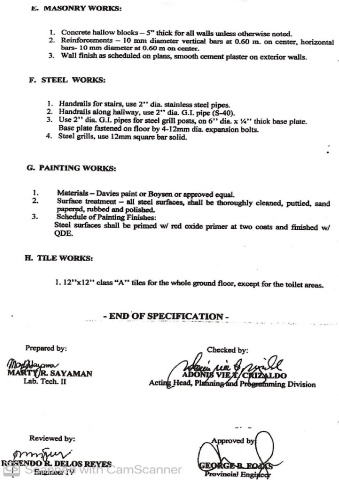 E. MASONRY WORKS:
1. Concrete hallow blocks – 5" thick for all walls unless otherwise noted.
2. Reinforcements – 10 mm diameter vertical bars at 0.60 m. on center, horizontal
bars- 10 mm diameter at 0.60 m on center.
3. Wall finish as scheduled on plans, smooth cement plaster on exterior walls.
F. STEEL WORKS:
1. Handrails for stairs, use 2" dia. stainless steel pipes.
2. Handrails along hallway, use 2" dia. G.I. pipe (S-40).
3. Use 2" dia. G.I. pipes for steel grill posts, on 6" dia. x ¼" thick base plate.
Base plate fastened on floor by 4-12mm dia. expansion bolts.
4. Steel grills, use 12mm square bar solid.
G. PAINTING WORKS:
1. Materials – Davies paint or Boysen or approved equal.
2. Surface treatment – all steel surfaces, shall be thoroughly cleaned, puttied, sand
papered, rubbed and polished.
3. Schedule of Painting Finishes:
Steel surfaces shall be primed w/ red oxide primer at two coats and finished w/
QDE.
H. TILE WORKS:
1. 12"x12" class "A" tiles for the whole ground floor, except for the toilet areas.
- END OF SPECIFICATION -
Prepared by:
Checked by:
MARTY R. SAYAMAN
Lab. Tech. II
ADONIS VIE T. CRIZALDO
Acting Head, Planning and Programming Division
Reviewed by:
Approved by:
ROSENDO R. DELOS REYES
Engineer IV
GEORGE B.
Provincial Engineer
with CamScanner